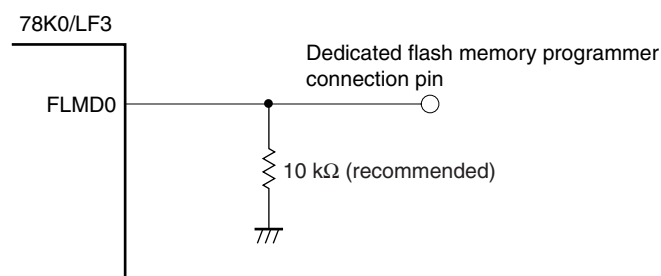 78K0/LF3
Dedicated flash memory programmer
connection pin
FLMD0
10 kΩ (recommended)